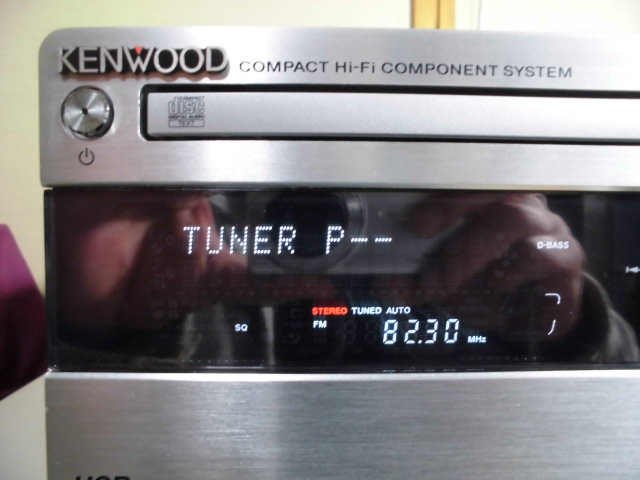 KENWOOD COMPACT Hi-Fi COMPONENT SYSTEM
COMPACT
disc
DIGITAL AUDIO
TEXT
TUNER P--
D-BASS
STEREO TUNED AUTO
SQ FM 82.30 MHz